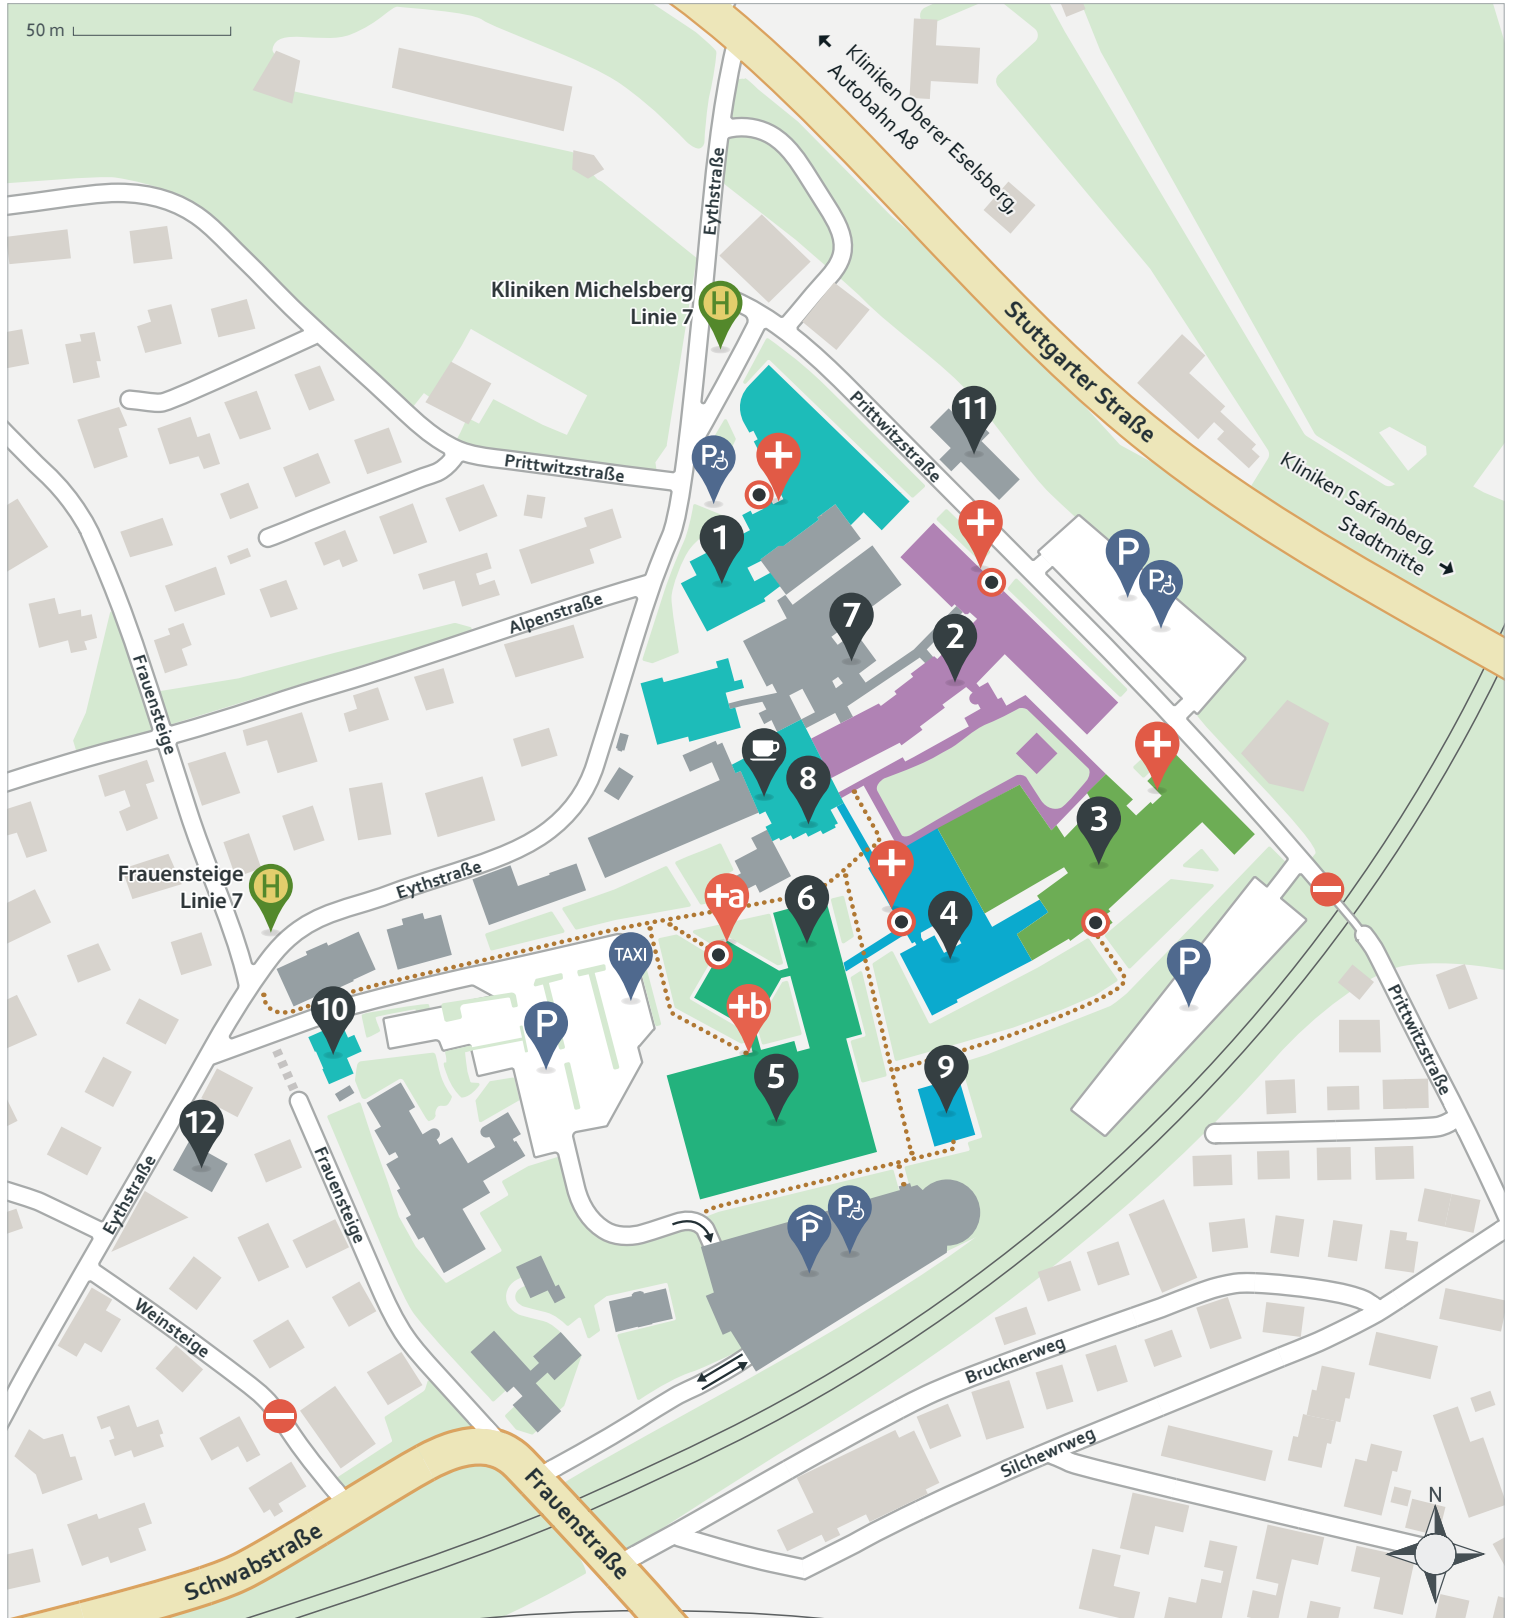 50 m
Kliniken Oberer Eselsberg,
Autobahn A8
Eythstraße
Kliniken Michelsberg
Linie 7
H
Stuttgarter Straße
Prittwitzstraße
11
P
Prittwitzstraße
Kliniken Safranberg,
Stadtmitte
1
P
P
Alpenstraße
7
2
Frauensteige
8
3
Frauensteige
Linie 7
H
Eythstraße
+a
6
4
TAXI
P
10
P
+b
5
9
Prittwitzstraße
12
Eythstraße
Frauensteige
P
P
Weinsteige
Brucknerweg
Silchewrweg
Schwabstraße
Frauenstraße
N